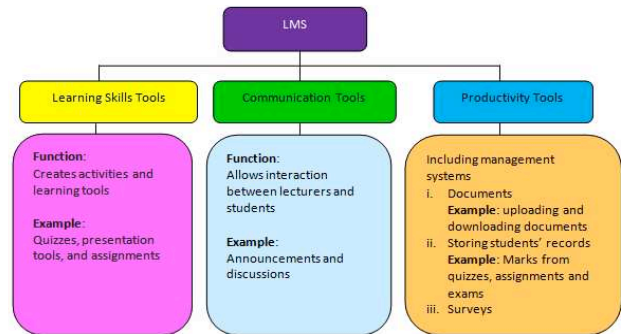 LMS
Learning Skills Tools
Communication Tools
Productivity Tools
Function:
Creates activities and
learning tools
Example:
Quizzes, presentation
tools, and assignments
Function:
Allows interaction
between lecturers and
students
Example:
Announcements and
discussions
Including management
systems
i. Documents
Example: uploading and
downloading documents
ii. Storing students’ records
Example: Marks from
quizzes, assignments and
exams
iii. Surveys